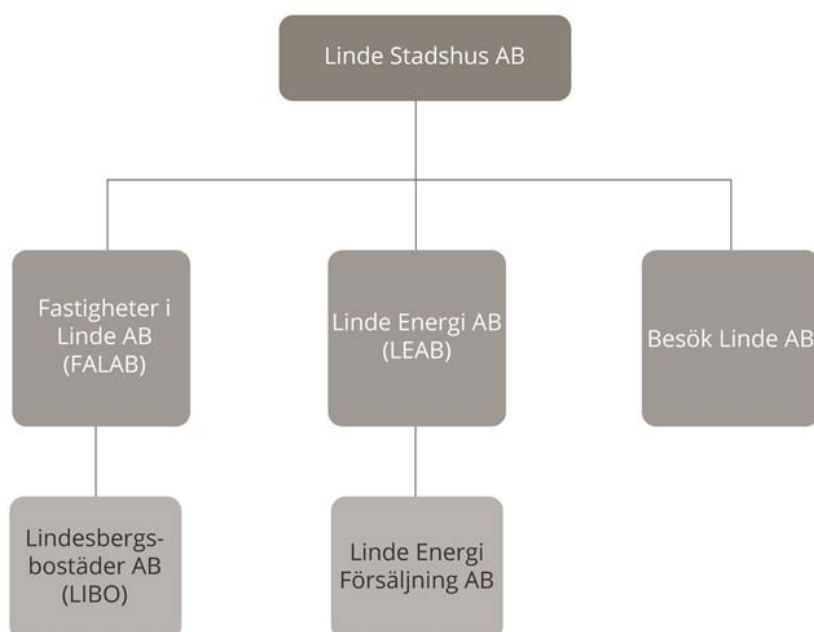 Linde Stadshus AB
Fastigheter i
Linde AB
(FALAB)
Linde Energi AB
(LEAB)
Besök Linde AB
Lindesbergs-
bostäder AB
(LIBO)
Linde Energi
Försäljning AB